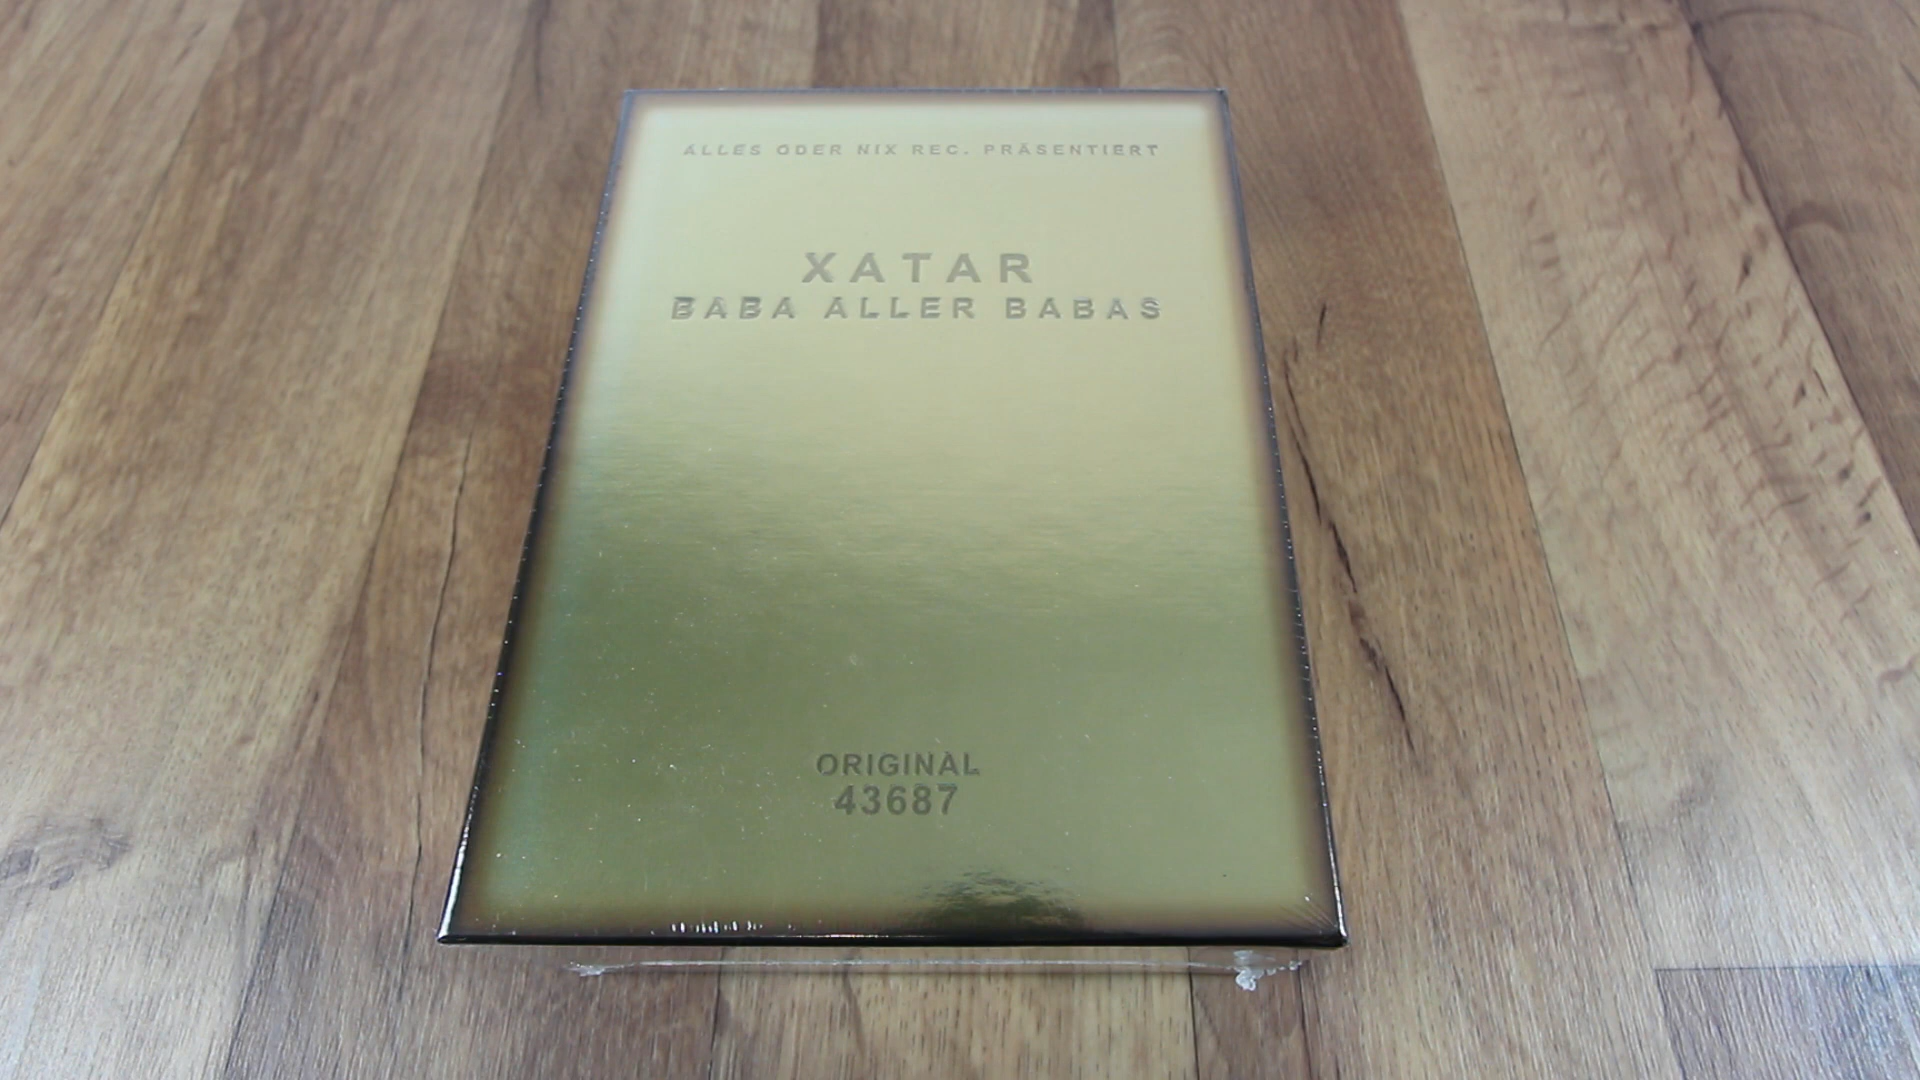 ALLES ODER NIX REC. PRÄSENTIERT
XATAR
BABA ALLER BABAS
ORIGINAL
43687